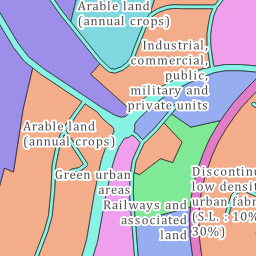 Arable land
(annual crops)
Industrial,
commercial,
public,
military and
private units
Arable land
(annual crops)
Green urban
areas
Railways and
associated
land
Discontinu
low densit
urban fabr
(S.L. : 10%
30%)